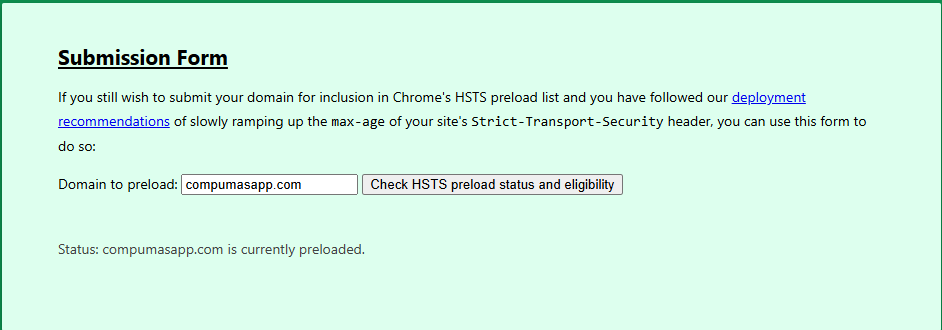 Submission Form
If you still wish to submit your domain for inclusion in Chrome's HSTS preload list and you have followed our deployment
recommendations of slowly ramping up the max-age of your site's Strict-Transport-Security header, you can use this form to
do so:
Domain to preload: compumasapp.com Check HSTS preload status and eligibility
Status: compumasapp.com is currently preloaded.